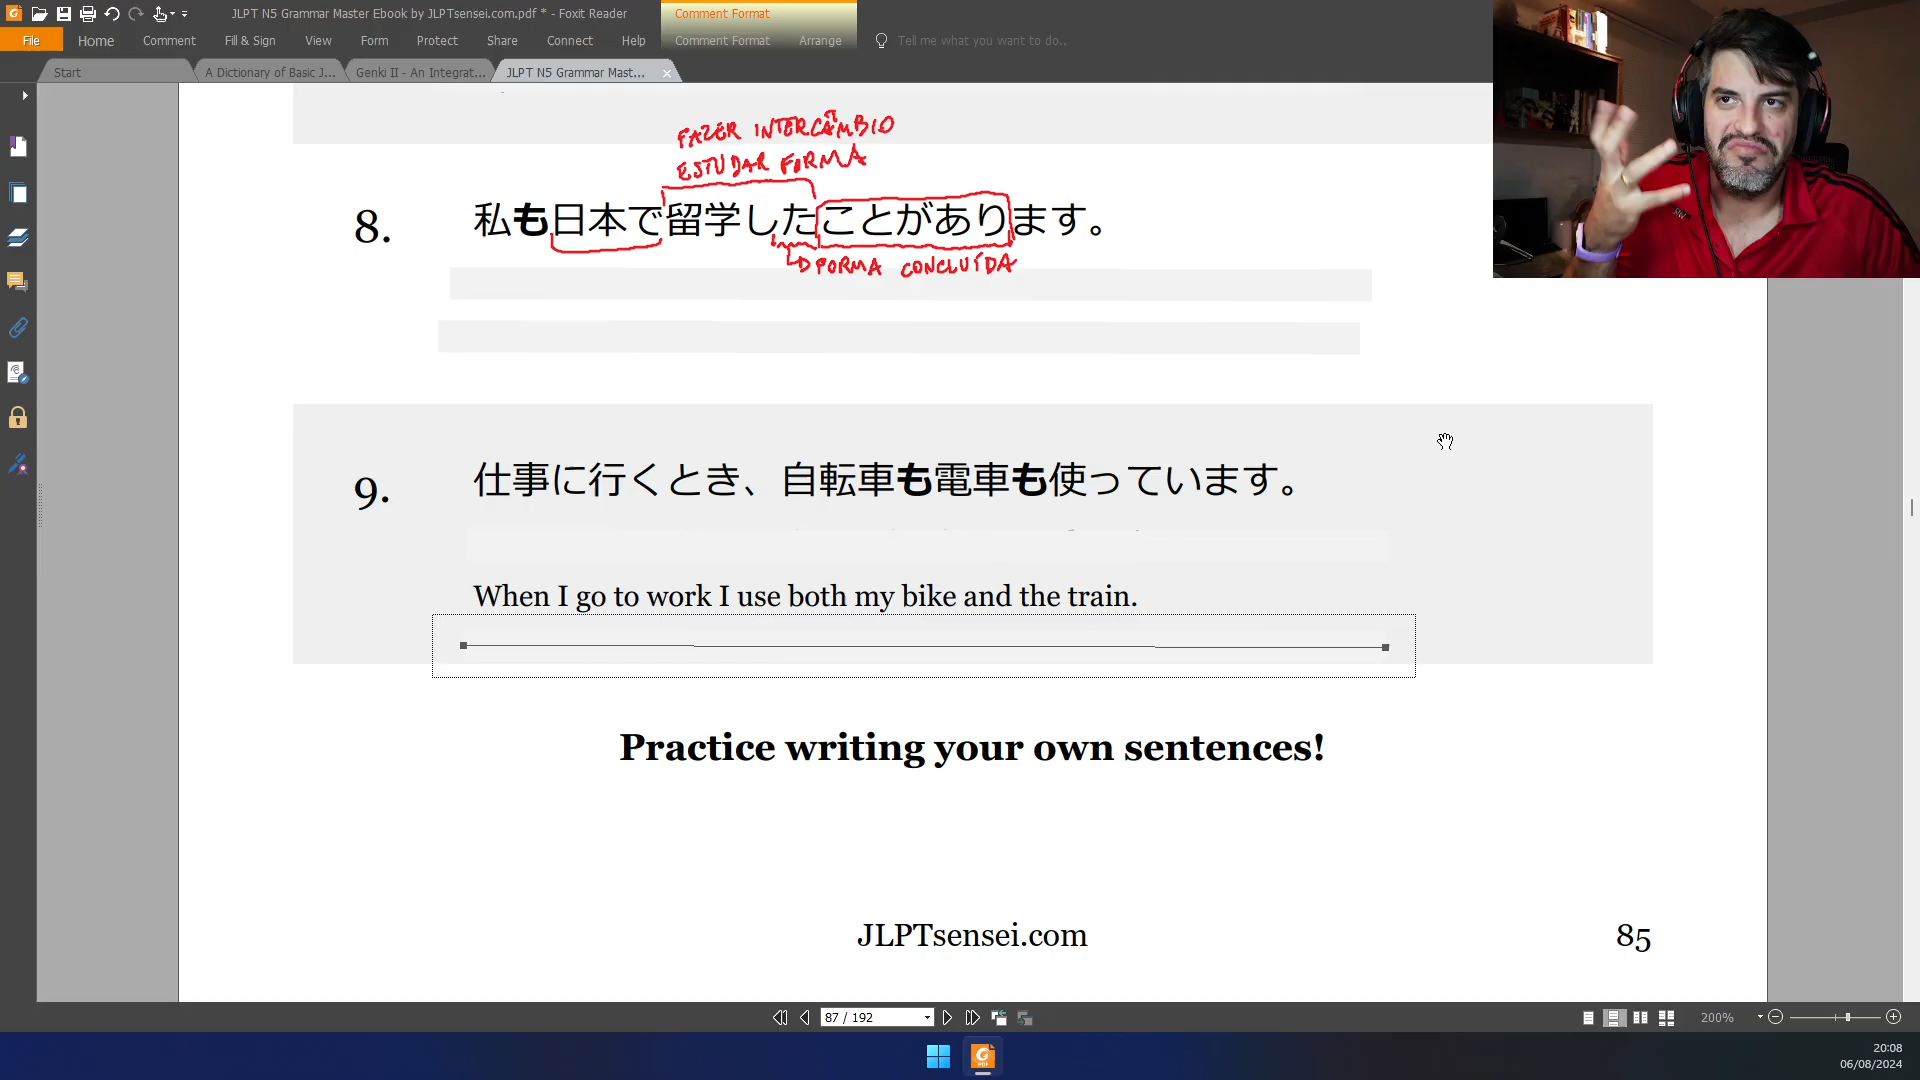 JLPT N5 Grammar Master Ebook by JLPTsensei.com.pdf * - Foxit Reader
Comment Format
File
Home
Comment
Fill & Sign
View
Form
Protect
Share
Connect
Help
Comment Format
Arrange
Tell me what you want to do..
Start
A Dictionary of Basic J...
Genki II - An Integrat...
JLPT N5 Grammar Mast...
FAZER INTERCÂMBIO
ESTUDAR FORMA
8. 私も日本で留学したことがあります。
FORMA CONCLUÍDA
9. 仕事に行くとき、自転車も電車も使っています。
When I go to work I use both my bike and the train.
Practice writing your own sentences!
JLPTsensei.com
85
87 / 192
200%
20:08
06/08/2024